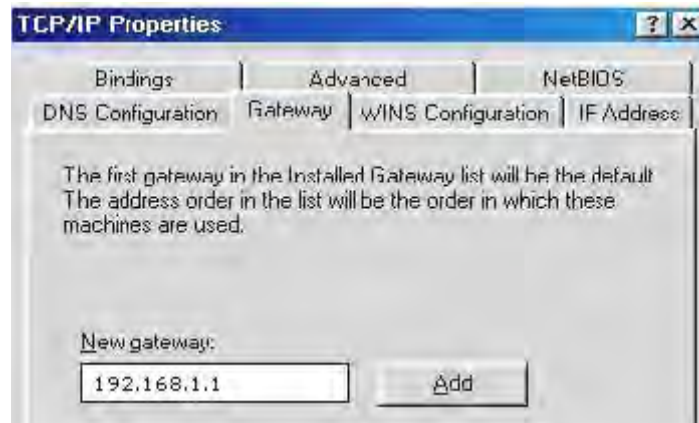 TCP/IP Properties
? ×
Bindings Advanced NetBIOS
DNS Configuration Gateway WINS Configuration IP Address
The first gateway in the Installed Gateway list will be the default.
The address order in the list will be the order in which these
machines are used.
New gateway:
192.168.1.1 Add